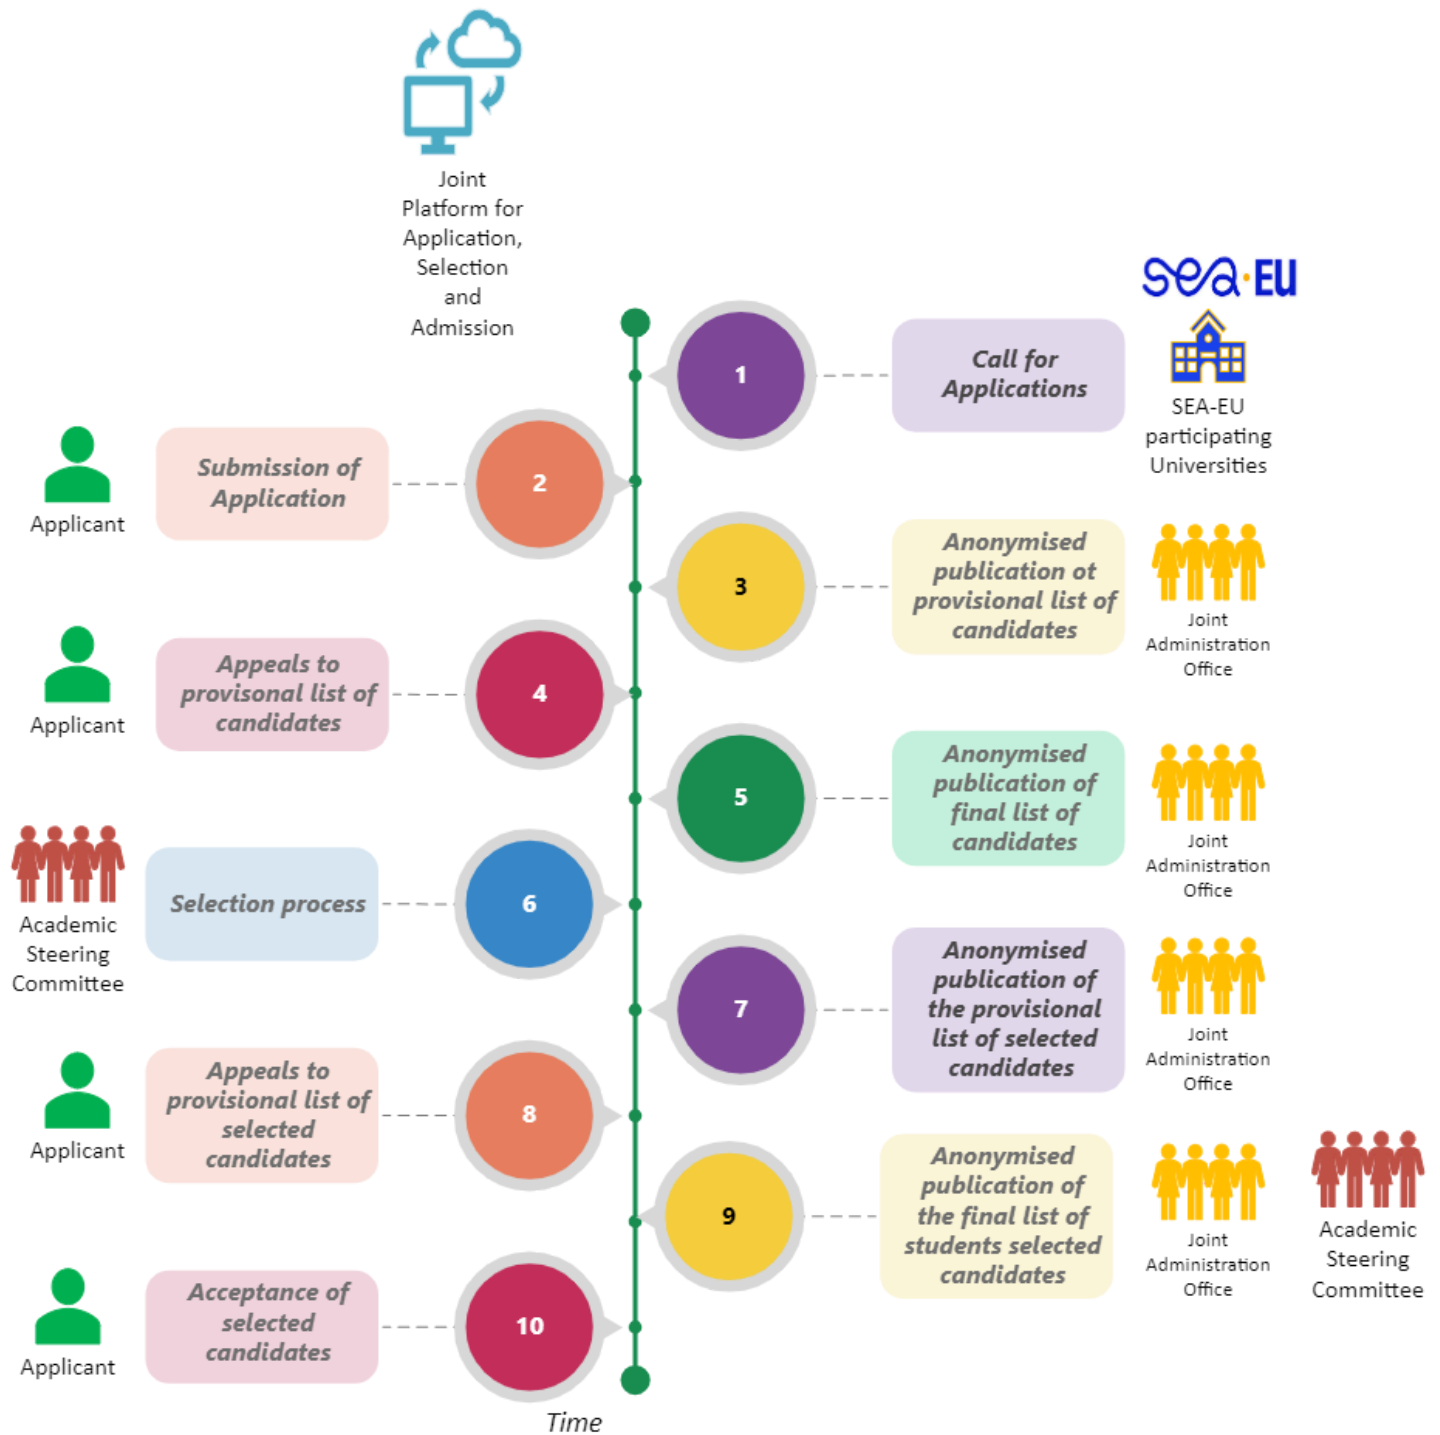 Joint
Platform for
Application,
Selection
and
Admission
sea·EU
1
Call for
Applications
SEA-EU
participating
Universities
Applicant
Submission of
Application
2
3
Anonymised
publication ot
provisional list of
candidates
Joint
Administration
Office
Applicant
Appeals to
provisonal list of
candidates
4
5
Anonymised
publication of
final list of
candidates
Joint
Administration
Office
Academic
Steering
Committee
Selection process
6
7
Anonymised
publication of
the provisional
list of selected
candidates
Joint
Administration
Office
Applicant
Appeals to
provisional list of
selected
candidates
8
9
Anonymised
publication of
the final list of
students selected
candidates
Joint
Administration
Office
Academic
Steering
Committee
Applicant
Acceptance of
selected
candidates
10
Time